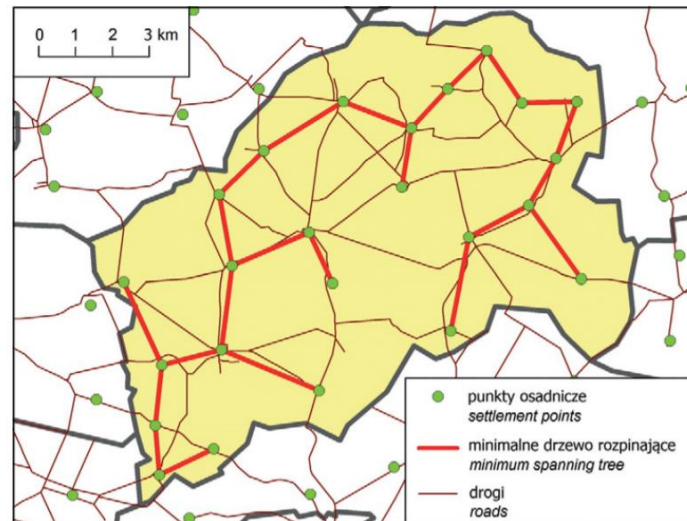 0 1 2 3 km
punkty osadnicze
settlement points
minimalne drzewo rozpinające
minimum spanning tree
drogi
roads